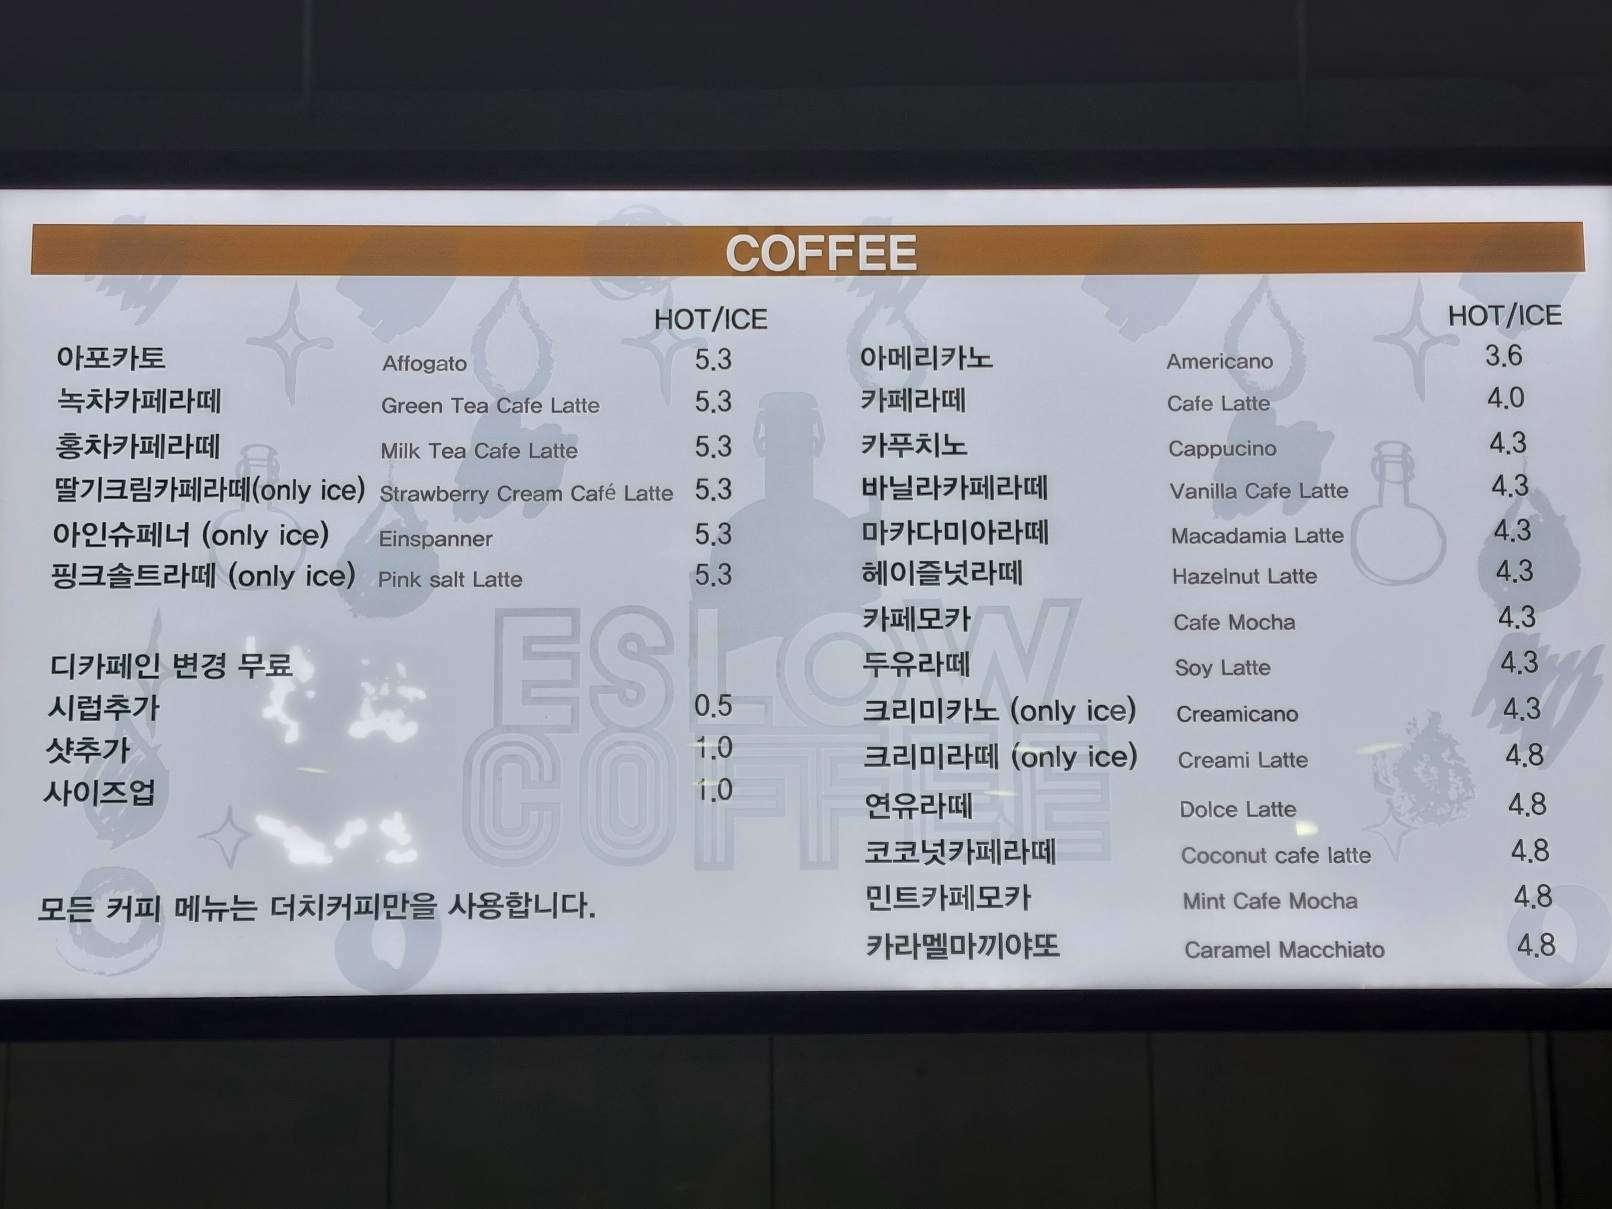 COFFEE
HOT/ICE
아포카토 Affogato 5.3
녹차카페라떼 Green Tea Cafe Latte 5.3
홍차카페라떼 Milk Tea Cafe Latte 5.3
딸기크림카페라떼(only ice) Strawberry Cream Café Latte 5.3
아인슈페너 (only ice) Einspanner 5.3
핑크솔트라떼 (only ice) Pink salt Latte 5.3
디카페인 변경 무료
시럽추가 0.5
샷추가 1.0
사이즈업 1.0
모든 커피 메뉴는 더치커피만을 사용합니다.
HOT/ICE
아메리카노 Americano 3.6
카페라떼 Cafe Latte 4.0
카푸치노 Cappucino 4.3
바닐라카페라떼 Vanilla Cafe Latte 4.3
마카다미아라떼 Macadamia Latte 4.3
헤이즐넛라떼 Hazelnut Latte 4.3
카페모카 Cafe Mocha 4.3
두유라떼 Soy Latte 4.3
크리미카노 (only ice) Creamicano 4.3
크리미라떼 (only ice) Creami Latte 4.8
연유라떼 Dolce Latte 4.8
코코넛카페라떼 Coconut cafe latte 4.8
민트카페모카 Mint Cafe Mocha 4.8
카라멜마끼야또 Caramel Macchiato 4.8
ESLOW
COFFEE